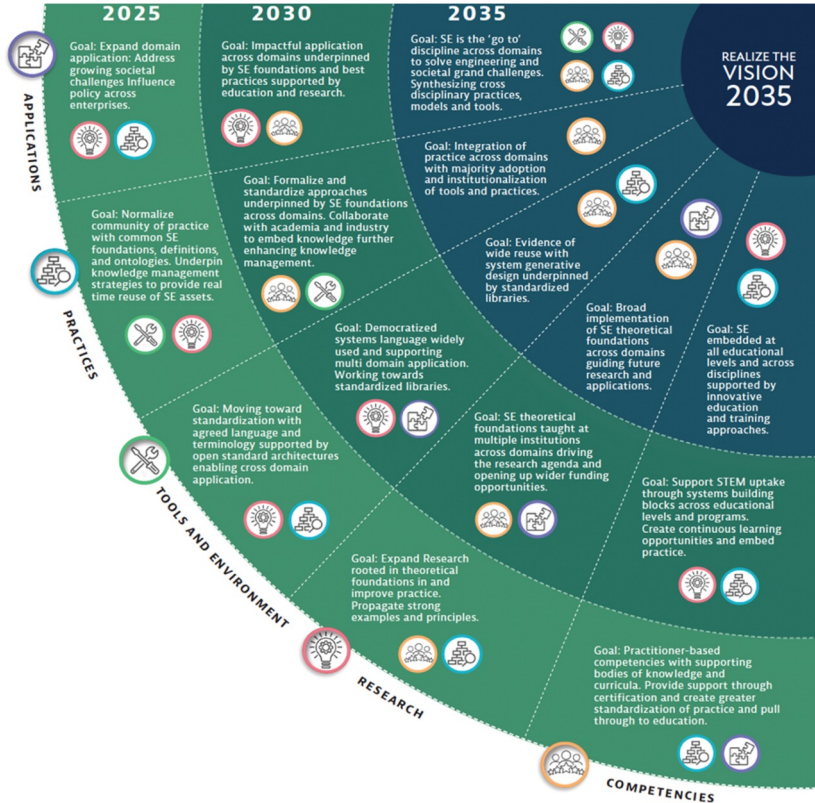 2025
2030
2035
REALIZE THE
VISION
2035
APPLICATIONS
Goal: Expand domain
application: Address
growing societal
challenges Influence
policy across
enterprises.
Goal: Impactful application
across domains underpinned
by SE foundations and best
practices supported by
education and research.
Goal: SE is the ‘go to’
discipline across domains
to solve engineering and
societal grand challenges.
Synthesizing cross
disciplinary practices,
models and tools.
PRACTICES
Goal: Normalize
community of practice
with common SE
foundations, definitions,
and ontologies. Underpin
knowledge management
strategies to provide real
time reuse of SE assets.
Goal: Formalize and
standardize approaches
underpinned by SE foundations
across domains. Collaborate
with academia and industry
to embed knowledge further
enhancing knowledge
management.
Goal: Integration of
practice across domains
with majority adoption
and institutionalization
of tools and practices.
TOOLS AND ENVIRONMENT
Goal: Moving toward
standardization with
agreed language and
terminology supported by
open standard architectures
enabling cross domain
application.
Goal: Democratized
systems language widely
used and supporting
multi domain application.
Working towards
standardized libraries.
Goal: Evidence of
wide reuse with
system generative
design underpinned
by standardized
libraries.
RESEARCH
Goal: Expand Research
rooted in theoretical
foundations in and
improve practice.
Propagate strong
examples and principles.
Goal: SE theoretical
foundations taught at
multiple institutions
across domains driving
the research agenda and
opening up wider funding
opportunities.
Goal: Broad
implementation
of SE theoretical
foundations
across domains
guiding future
research and
applications.
COMPETENCIES
Goal: Practitioner-based
competencies with supporting
bodies of knowledge and
curricula. Provide support through
certification and create greater
standardization of practice and pull
through to education.
Goal: Support STEM uptake
through systems building
blocks across educational
levels and programs.
Create continuous learning
opportunities and embed
practice.
Goal: SE
embedded at
all educational
levels and across
disciplines
supported by
innovative
education
and training
approaches.